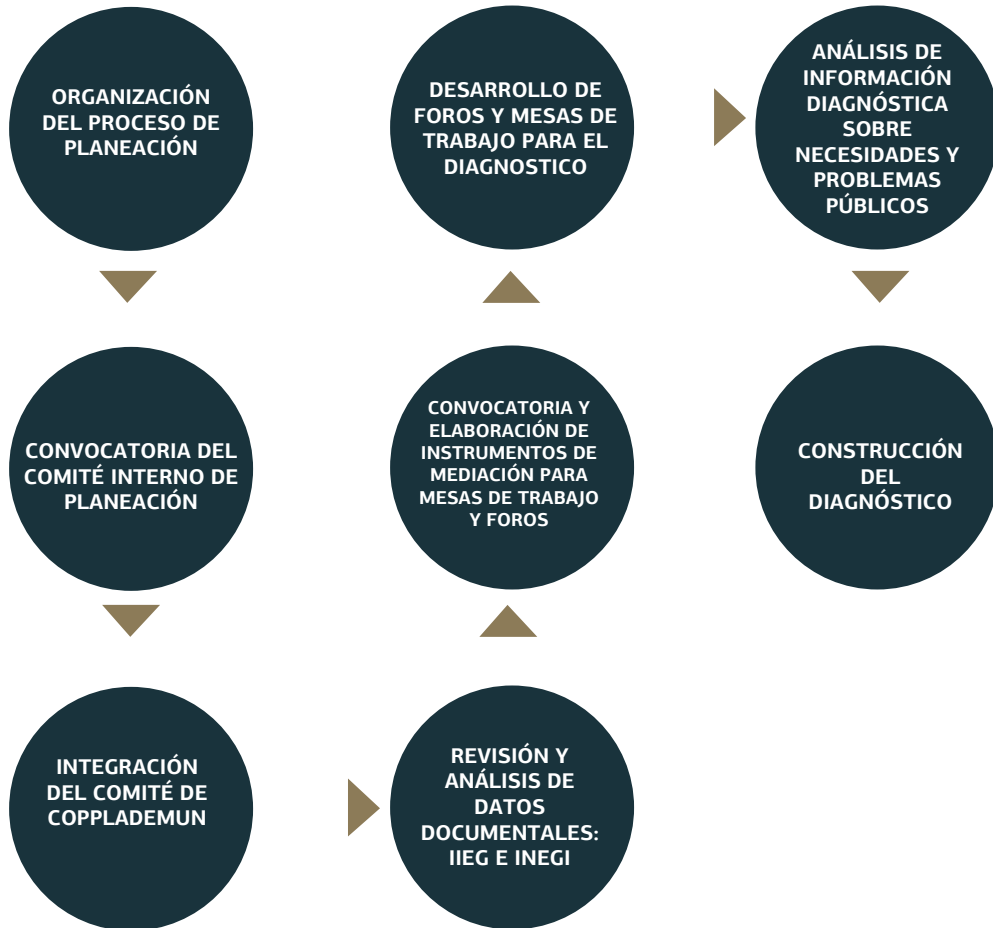 ORGANIZACIÓN
DEL PROCESO DE
PLANEACIÓN
CONVOCATORIA DEL
COMITÉ INTERNO DE
PLANEACIÓN
INTEGRACIÓN
DEL COMITÉ DE
COPPLADEMUN
REVISIÓN Y
ANÁLISIS DE
DATOS
DOCUMENTALES:
IIEG E INEGI
CONVOCATORIA Y
ELABORACIÓN DE
INSTRUMENTOS DE
MEDIACIÓN PARA
MESAS DE TRABAJO
Y FOROS
DESARROLLO DE
FOROS Y MESAS DE
TRABAJO PARA EL
DIAGNOSTICO
ANÁLISIS DE
INFORMACIÓN
DIAGNÓSTICA
SOBRE
NECESIDADES Y
PROBLEMAS
PÚBLICOS
CONSTRUCCIÓN
DEL
DIAGNÓSTICO